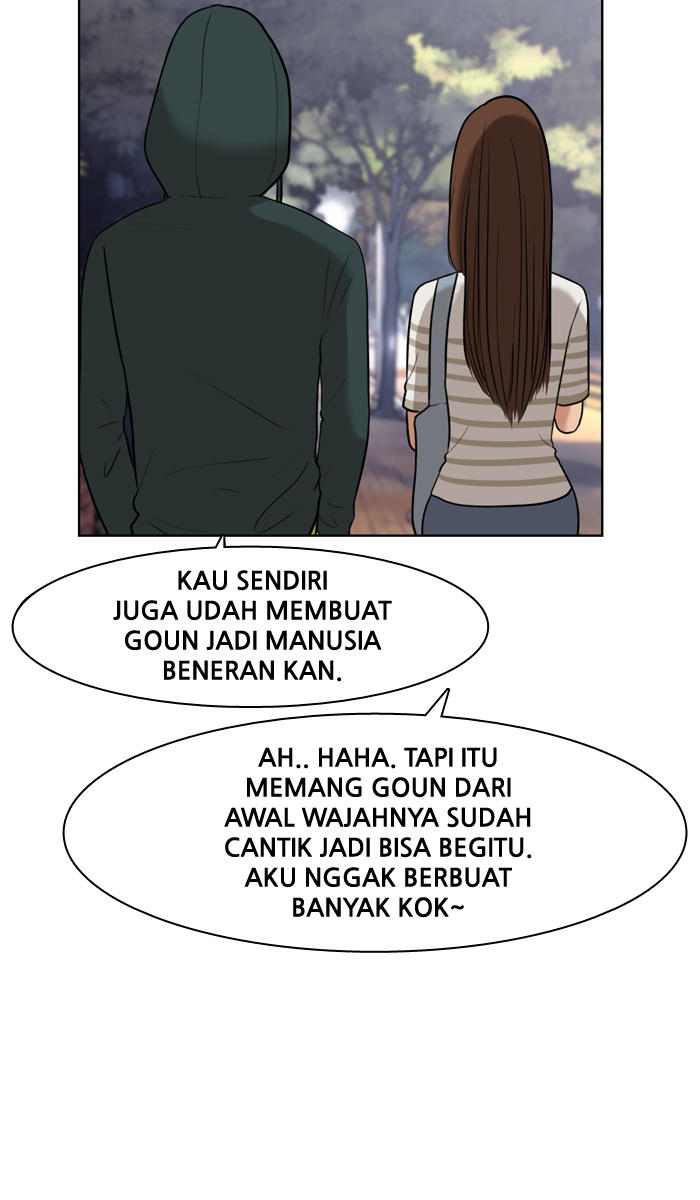 KAU SENDIRI
JUGA UDAH MEMBUAT
GOUN JADI MANUSIA
BENERAN KAN.
AH.. HAHA. TAPI ITU
MEMANG GOUN DARI
AWAL WAJAHNYA SUDAH
CANTIK JADI BISA BEGITU.
AKU NGGAK BERBUAT
BANYAK KOK~